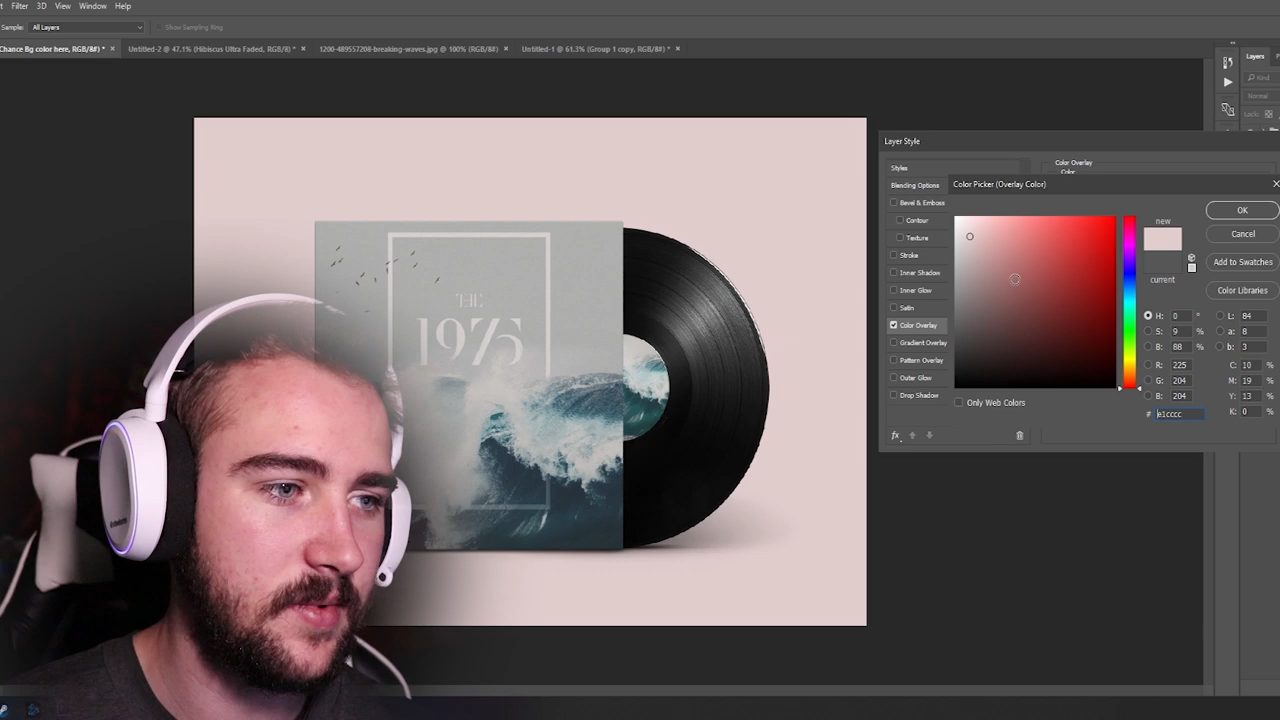 Filter 3D View Window Help
Sample: All Layers Show Sampling Ring
Chance Bg color here, RGB/8#) * × Untitled-2 @ 47.1% (Hibiscus Ultra Faded, RGB/8) * × 1200-489557208-breaking-waves.jpg @ 100% (RGB/8#) × Untitled-1 @ 61.3% (Group 1 copy, RGB/8#) * ×
Layers
Kind
Normal
Lock:
Layer Style
Styles
Blending Options
Bevel & Emboss
Contour
Texture
Stroke
Inner Shadow
Inner Glow
Satin
Color Overlay
Gradient Overlay
Pattern Overlay
Outer Glow
Drop Shadow
fx
Color Overlay
Color
Color Picker (Overlay Color)
new
current
OK
Cancel
Add to Swatches
Color Libraries
H: 0 ° L: 84
S: 9 % a: 8
B: 88 % b: 3
R: 225 C: 10 %
G: 204 M: 19 %
B: 204 Y: 13 %
# e1cccc K: 0 %
Only Web Colors
THE
1975